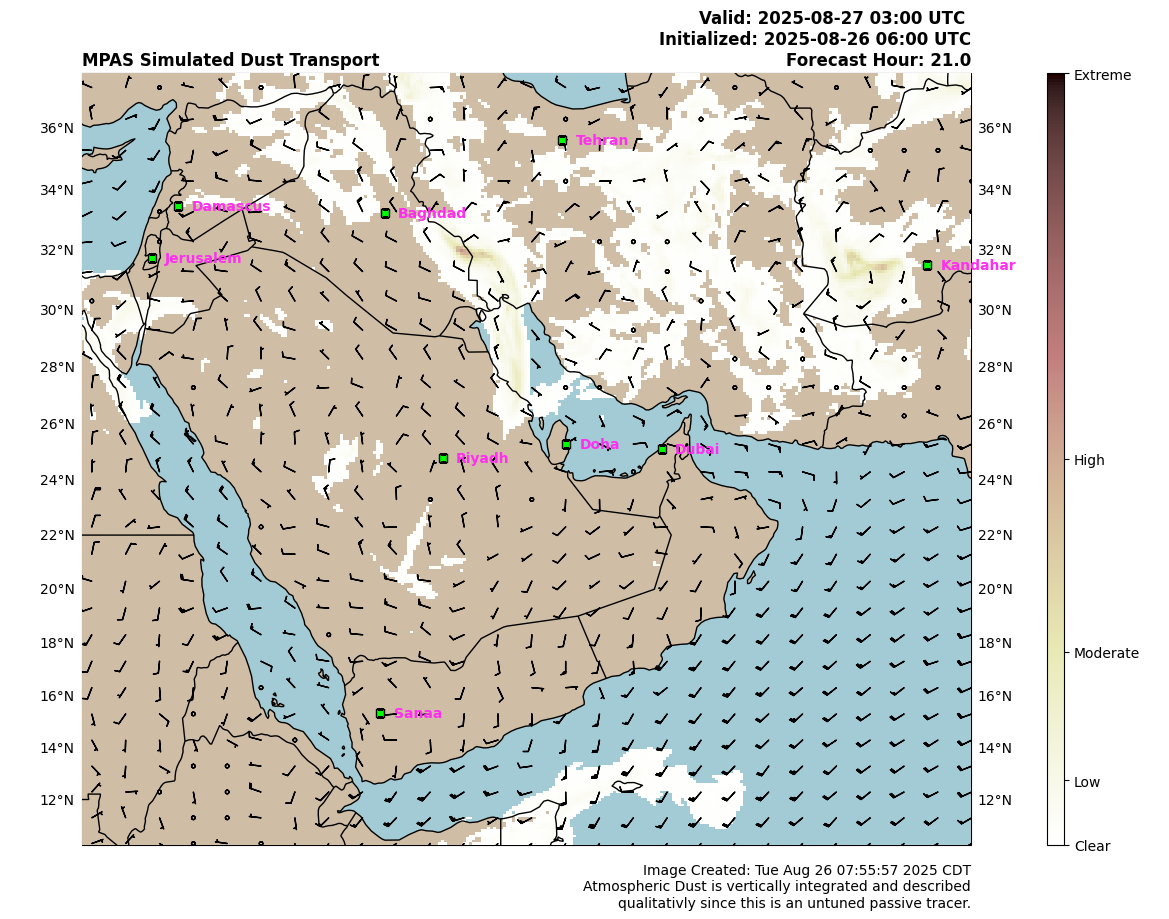 Valid: 2025-08-27 03:00 UTC
Initialized: 2025-08-26 06:00 UTC
MPAS Simulated Dust Transport Forecast Hour: 21.0
Extreme
36°N 36°N
Tehran
34°N 34°N
Damascus
Baghdad
32°N 32°N
Jerusalem
Kandahar
30°N 30°N
28°N 28°N
26°N 26°N
Doha
Dubai
Riyadh
High
24°N 24°N
22°N 22°N
20°N 20°N
18°N 18°N
Moderate
16°N 16°N
Sanaa
14°N 14°N
Low
12°N 12°N
Clear
Image Created: Tue Aug 26 07:55:57 2025 CDT
Atmospheric Dust is vertically integrated and described
qualitativly since this is an untuned passive tracer.